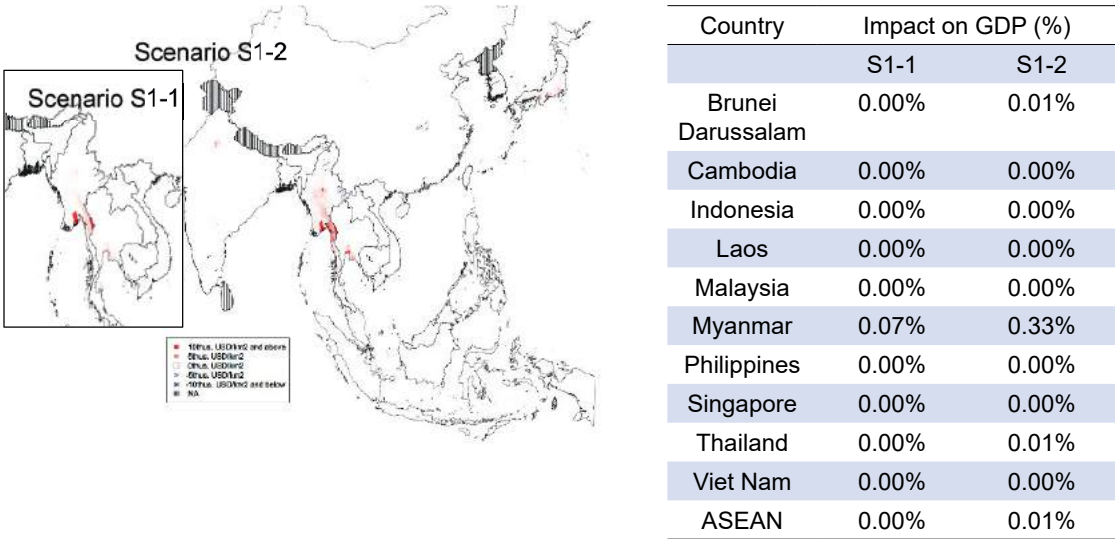 Scenario S1-2
Scenario S1-1
10thus. USD/km2 and above
5thus. USD/km2
0thus. USD/km2
-5thus. USD/km2
-10thus. USD/km2 and below
NA
Country Impact on GDP (%)
S1-1 S1-2
Brunei Darussalam 0.00% 0.01%
Cambodia 0.00% 0.00%
Indonesia 0.00% 0.00%
Laos 0.00% 0.00%
Malaysia 0.00% 0.00%
Myanmar 0.07% 0.33%
Philippines 0.00% 0.00%
Singapore 0.00% 0.00%
Thailand 0.00% 0.01%
Viet Nam 0.00% 0.00%
ASEAN 0.00% 0.01%